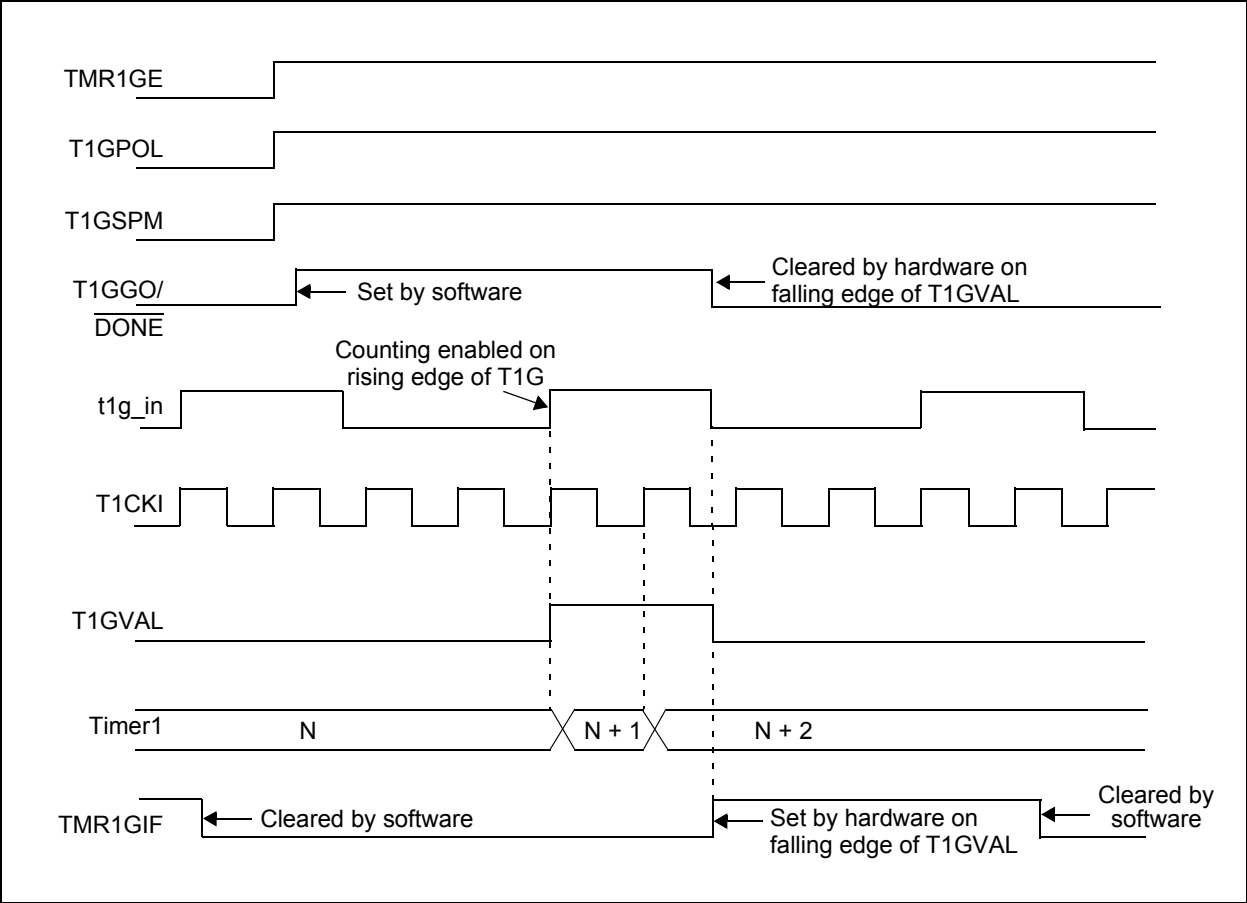 TMR1GE
T1GPOL
T1GSPM
T1GGO/
DONE
Set by software
Cleared by hardware on
falling edge of T1GVAL
Counting enabled on
rising edge of T1G
t1g_in
T1CKI
T1GVAL
Timer1
N
N + 1
N + 2
TMR1GIF
Cleared by software
Set by hardware on
falling edge of T1GVAL
Cleared by
software